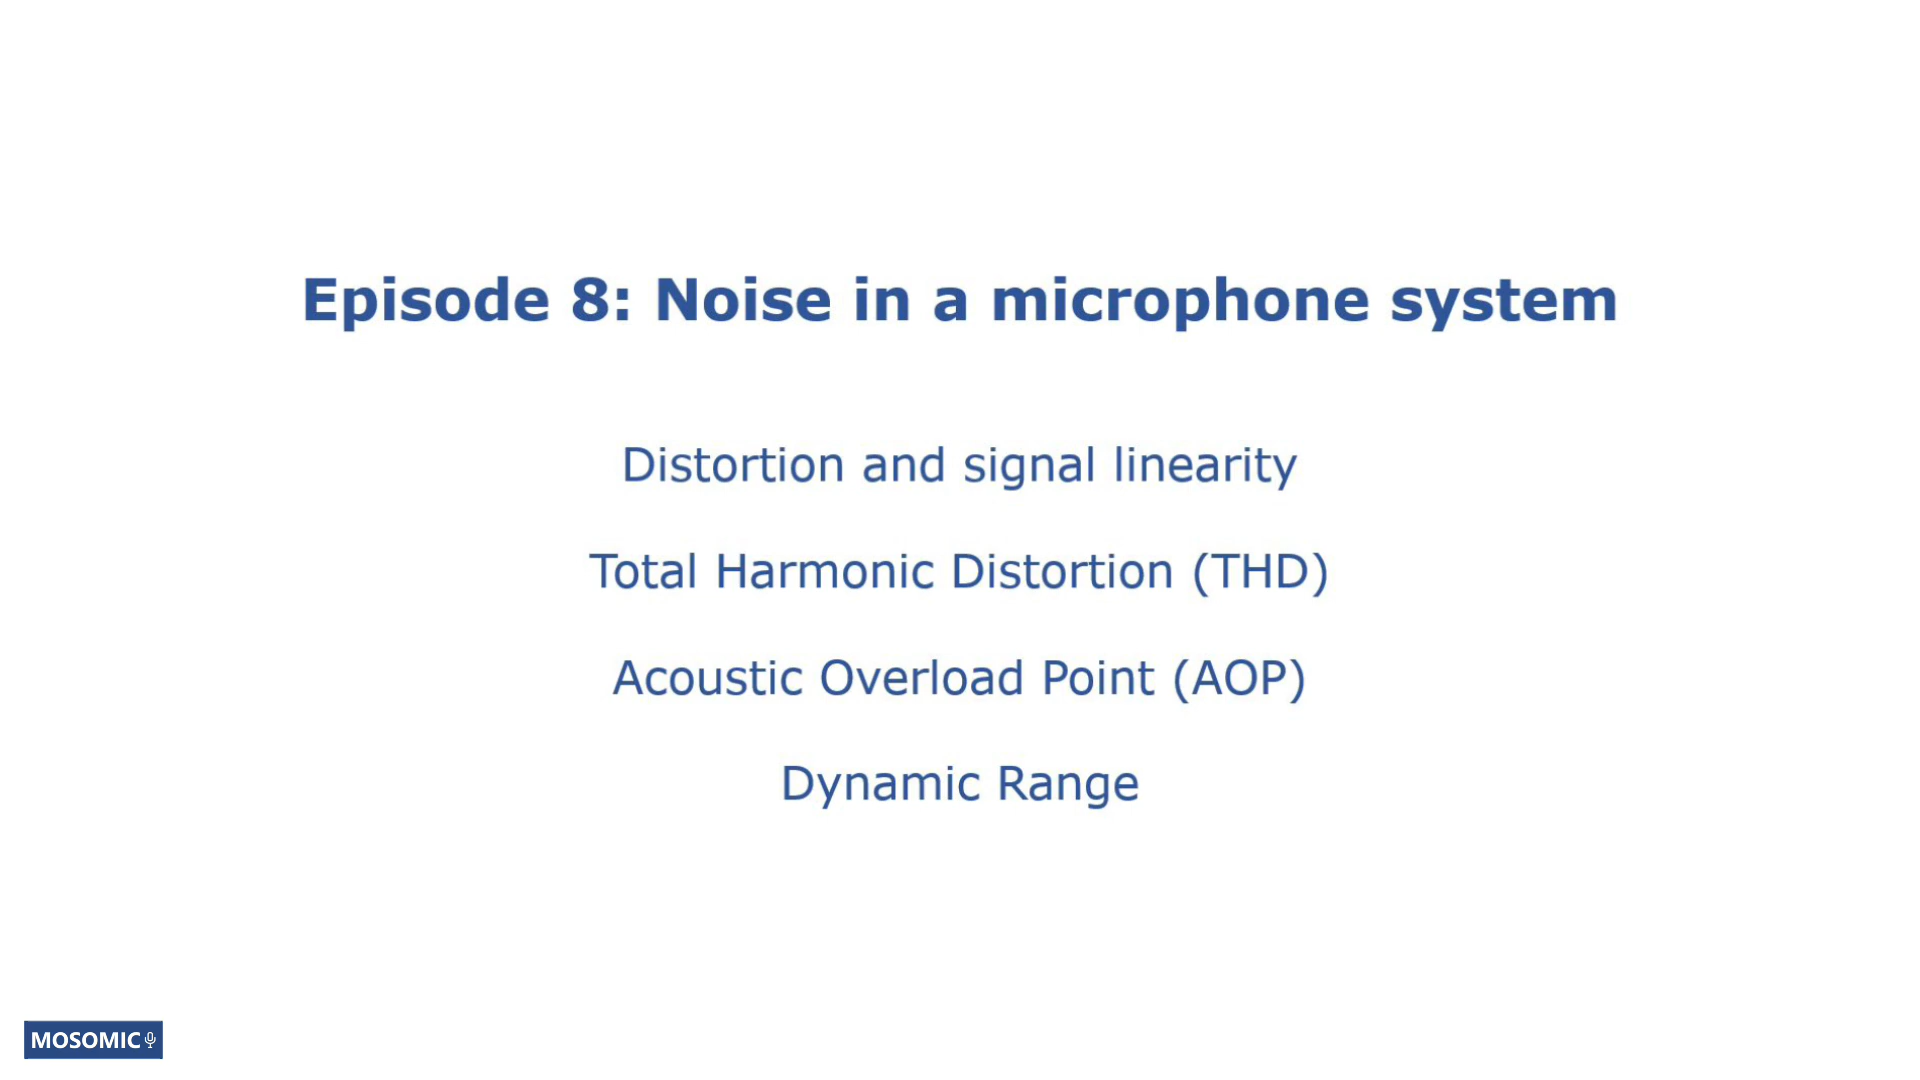 Episode 8: Noise in a microphone system
Distortion and signal linearity
Total Harmonic Distortion (THD)
Acoustic Overload Point (AOP)
Dynamic Range
MOSOMIC